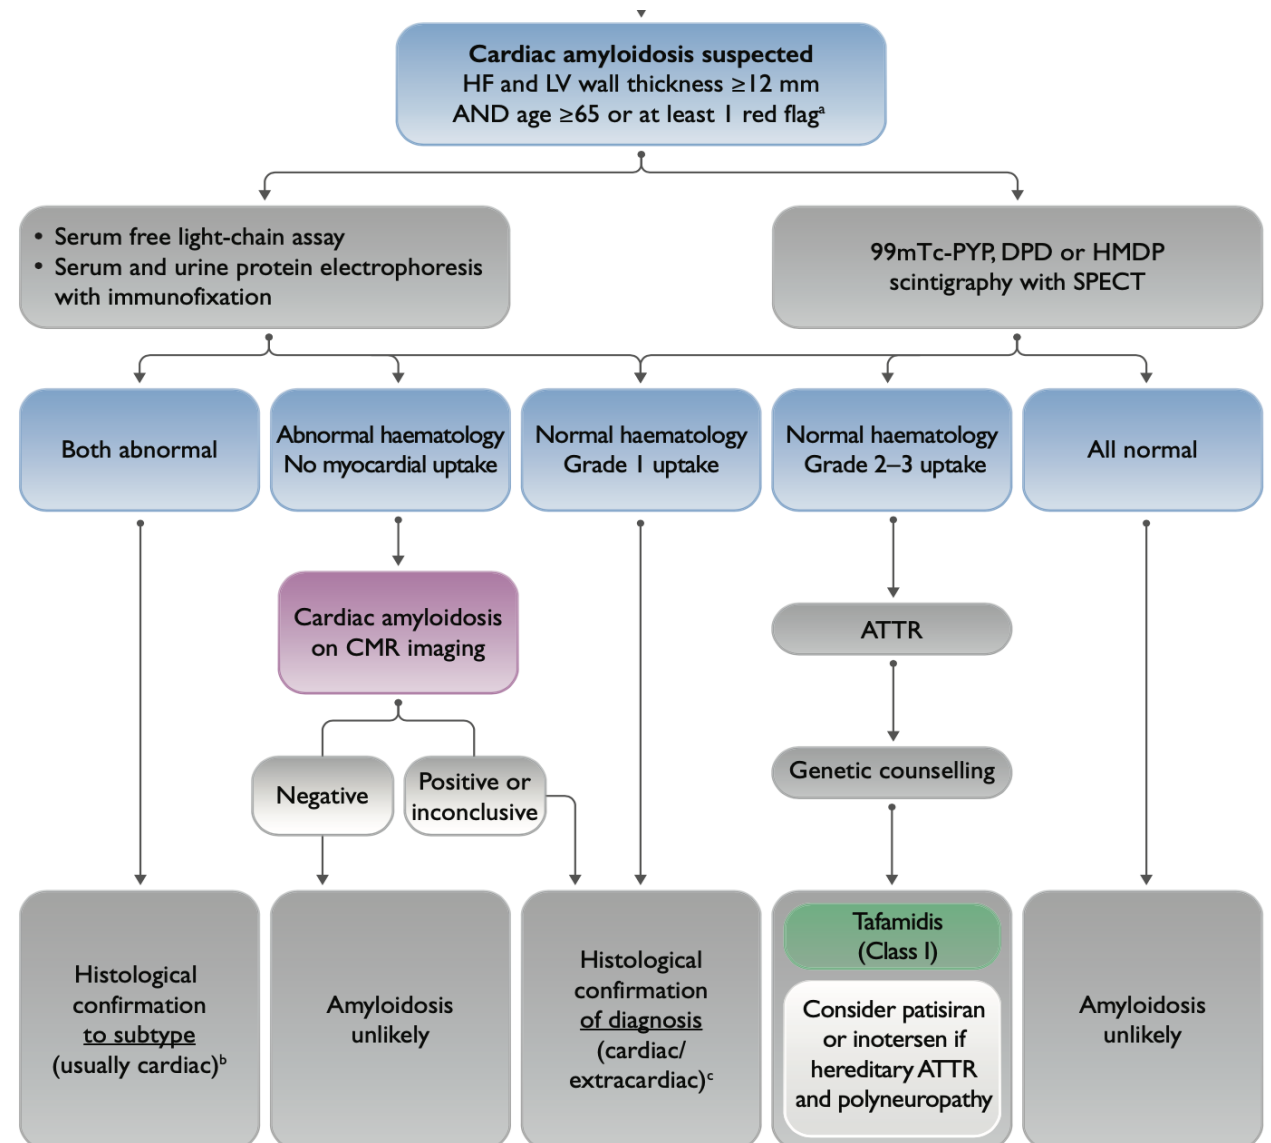 Cardiac amyloidosis suspected
HF and LV wall thickness ≥12 mm
AND age ≥65 or at least 1 red flagᵃ
• Serum free light-chain assay
• Serum and urine protein electrophoresis
with immunofixation
99mTc-PYP, DPD or HMDP
scintigraphy with SPECT
Both abnormal
Abnormal haematology
No myocardial uptake
Normal haematology
Grade 1 uptake
Normal haematology
Grade 2–3 uptake
All normal
Cardiac amyloidosis
on CMR imaging
ATTR
Genetic counselling
Negative
Positive or
inconclusive
Histological
confirmation
to subtype
(usually cardiac)ᵇ
Amyloidosis
unlikely
Histological
confirmation
of diagnosis
(cardiac/
extracardiac)ᶜ
Tafamidis
(Class I)
Consider patisiran
or inotersen if
hereditary ATTR
and polyneuropathy
Amyloidosis
unlikely